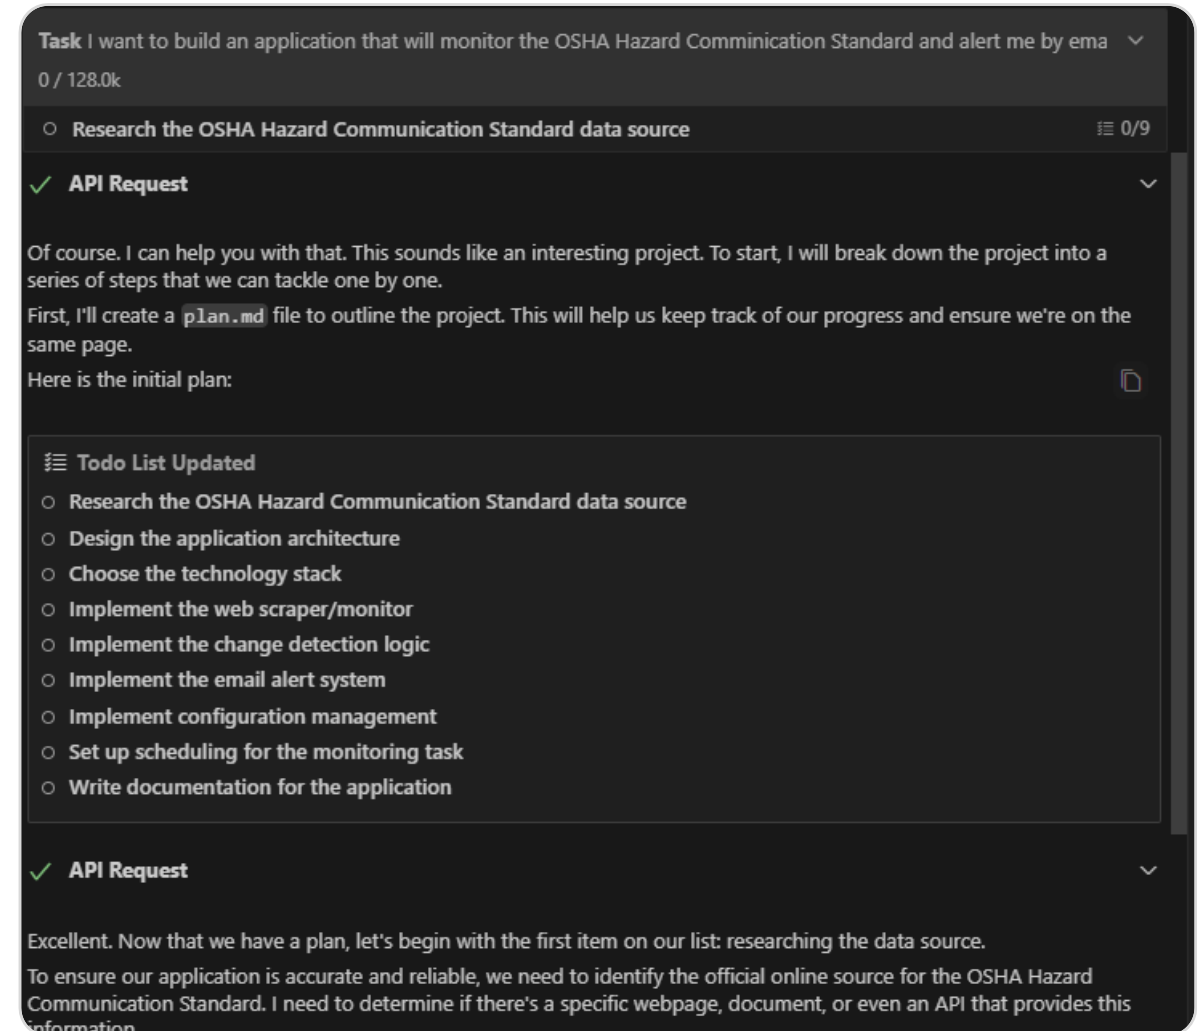 Task I want to build an application that will monitor the OSHA Hazard Comminication Standard and alert me by ema
0 / 128.0k
Research the OSHA Hazard Communication Standard data source 0/9
API Request
Of course. I can help you with that. This sounds like an interesting project. To start, I will break down the project into a
series of steps that we can tackle one by one.
First, I'll create a plan.md file to outline the project. This will help us keep track of our progress and ensure we're on the
same page.
Here is the initial plan:
Todo List Updated
Research the OSHA Hazard Communication Standard data source
Design the application architecture
Choose the technology stack
Implement the web scraper/monitor
Implement the change detection logic
Implement the email alert system
Implement configuration management
Set up scheduling for the monitoring task
Write documentation for the application
API Request
Excellent. Now that we have a plan, let's begin with the first item on our list: researching the data source.
To ensure our application is accurate and reliable, we need to identify the official online source for the OSHA Hazard
Communication Standard. I need to determine if there's a specific webpage, document, or even an API that provides this
information.